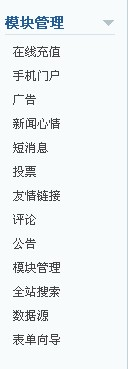 模块管理
在线充值
手机门户
广告
新闻心情
短消息
投票
友情链接
评论
公告
模块管理
全站搜索
数据源
表单向导